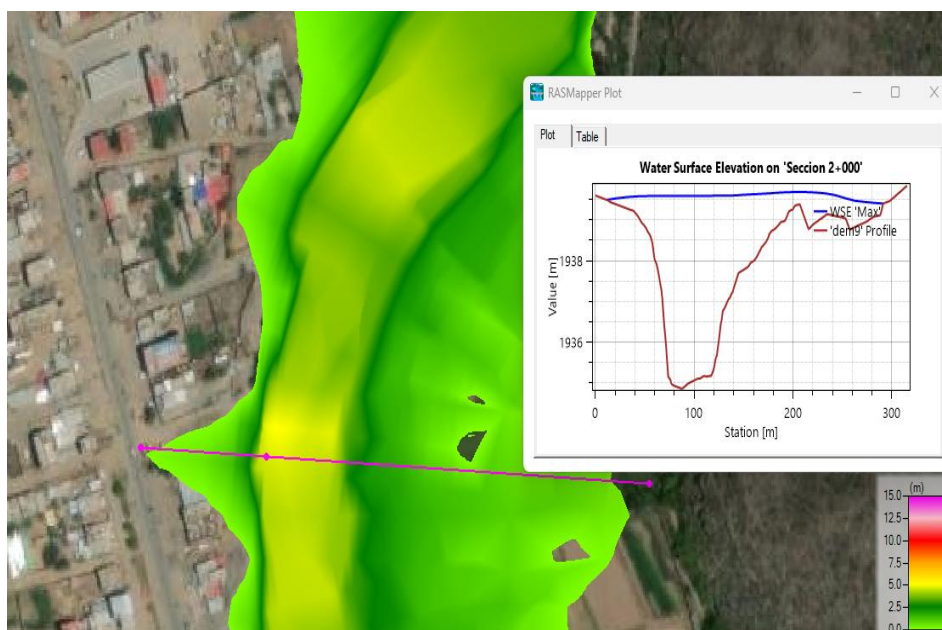 RASMapper Plot
Plot Table
Water Surface Elevation on 'Seccion 2+000'
WSE 'Max'
'dem9' Profile
Value [m]
1938
1936
0 100 200 300
Station [m]
(m)
15.0
12.5
10.0
7.5
5.0
2.5
0.0